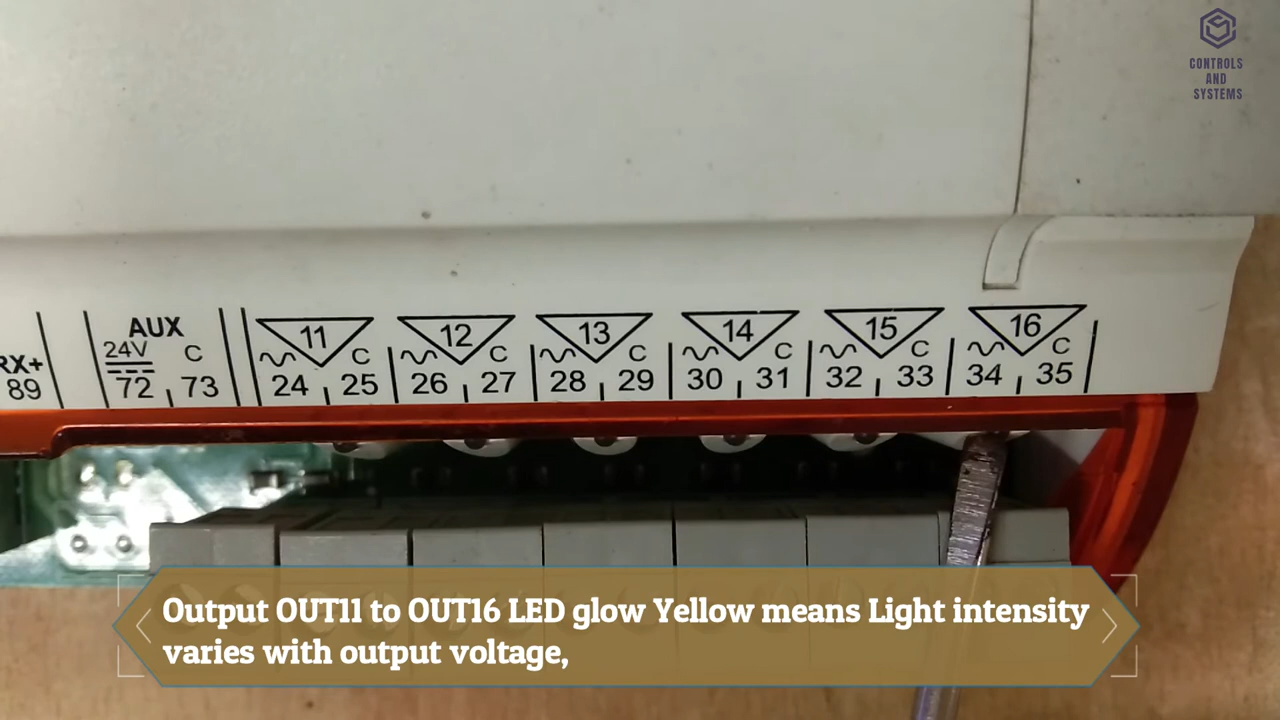 CONTROLS
AND
SYSTEMS
11 12 13 14 15 16
AUX
24V C C C C C C C
RX+
89 72 73 24 25 26 27 28 29 30 31 32 33 34 35
Output OUT11 to OUT16 LED glow Yellow means Light intensity
varies with output voltage,